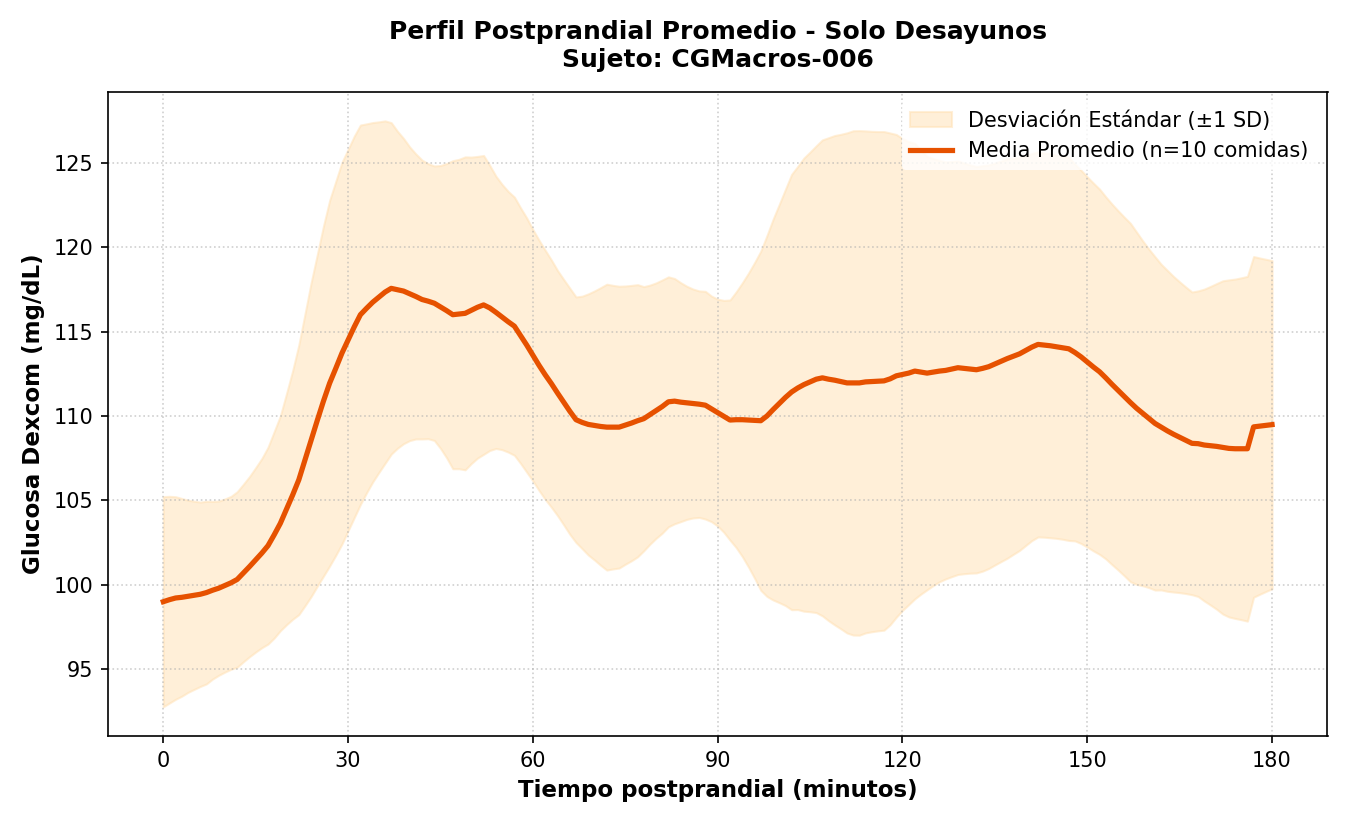 Perfil Postprandial Promedio - Solo Desayunos
Sujeto: CGMacros-006
Desviación Estándar (±1 SD)
Media Promedio (n=10 comidas)
Glucosa Dexcom (mg/dL)
125
120
115
110
105
100
95
0 30 60 90 120 150 180
Tiempo postprandial (minutos)